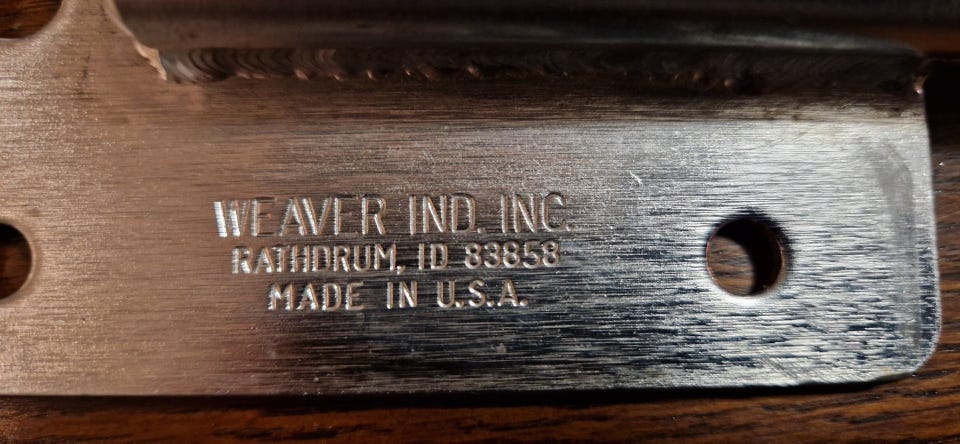 WEAVER IND. INC.
RATHDRUM, ID 83858
MADE IN U.S.A.